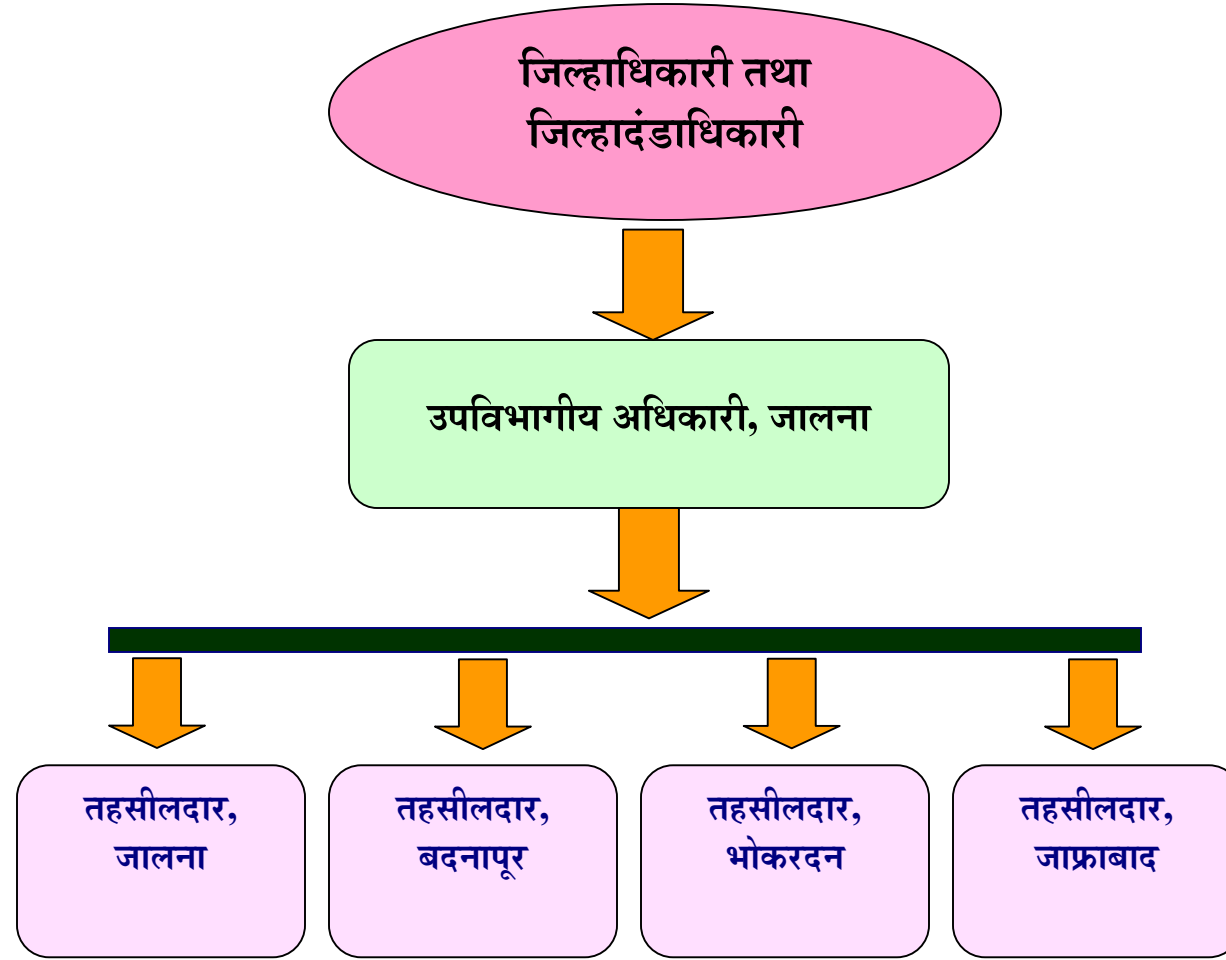 जिल्हाधिकारी तथा
जिल्हादंडाधिकारी
उपविभागीय अधिकारी, जालना
तहसीलदार,
जालना
तहसीलदार,
बदनापूर
तहसीलदार,
भोकरदन
तहसीलदार,
जाफ्राबाद